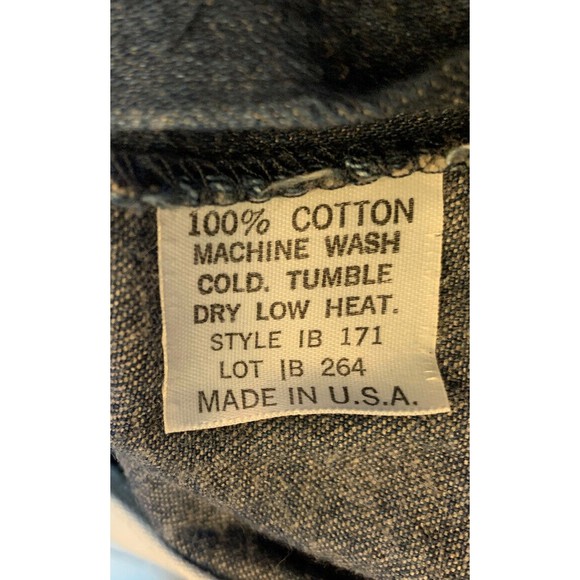 100% COTTON
MACHINE WASH
COLD. TUMBLE
DRY LOW HEAT.
STYLE IB 171
LOT IB 264
MADE IN U.S.A.